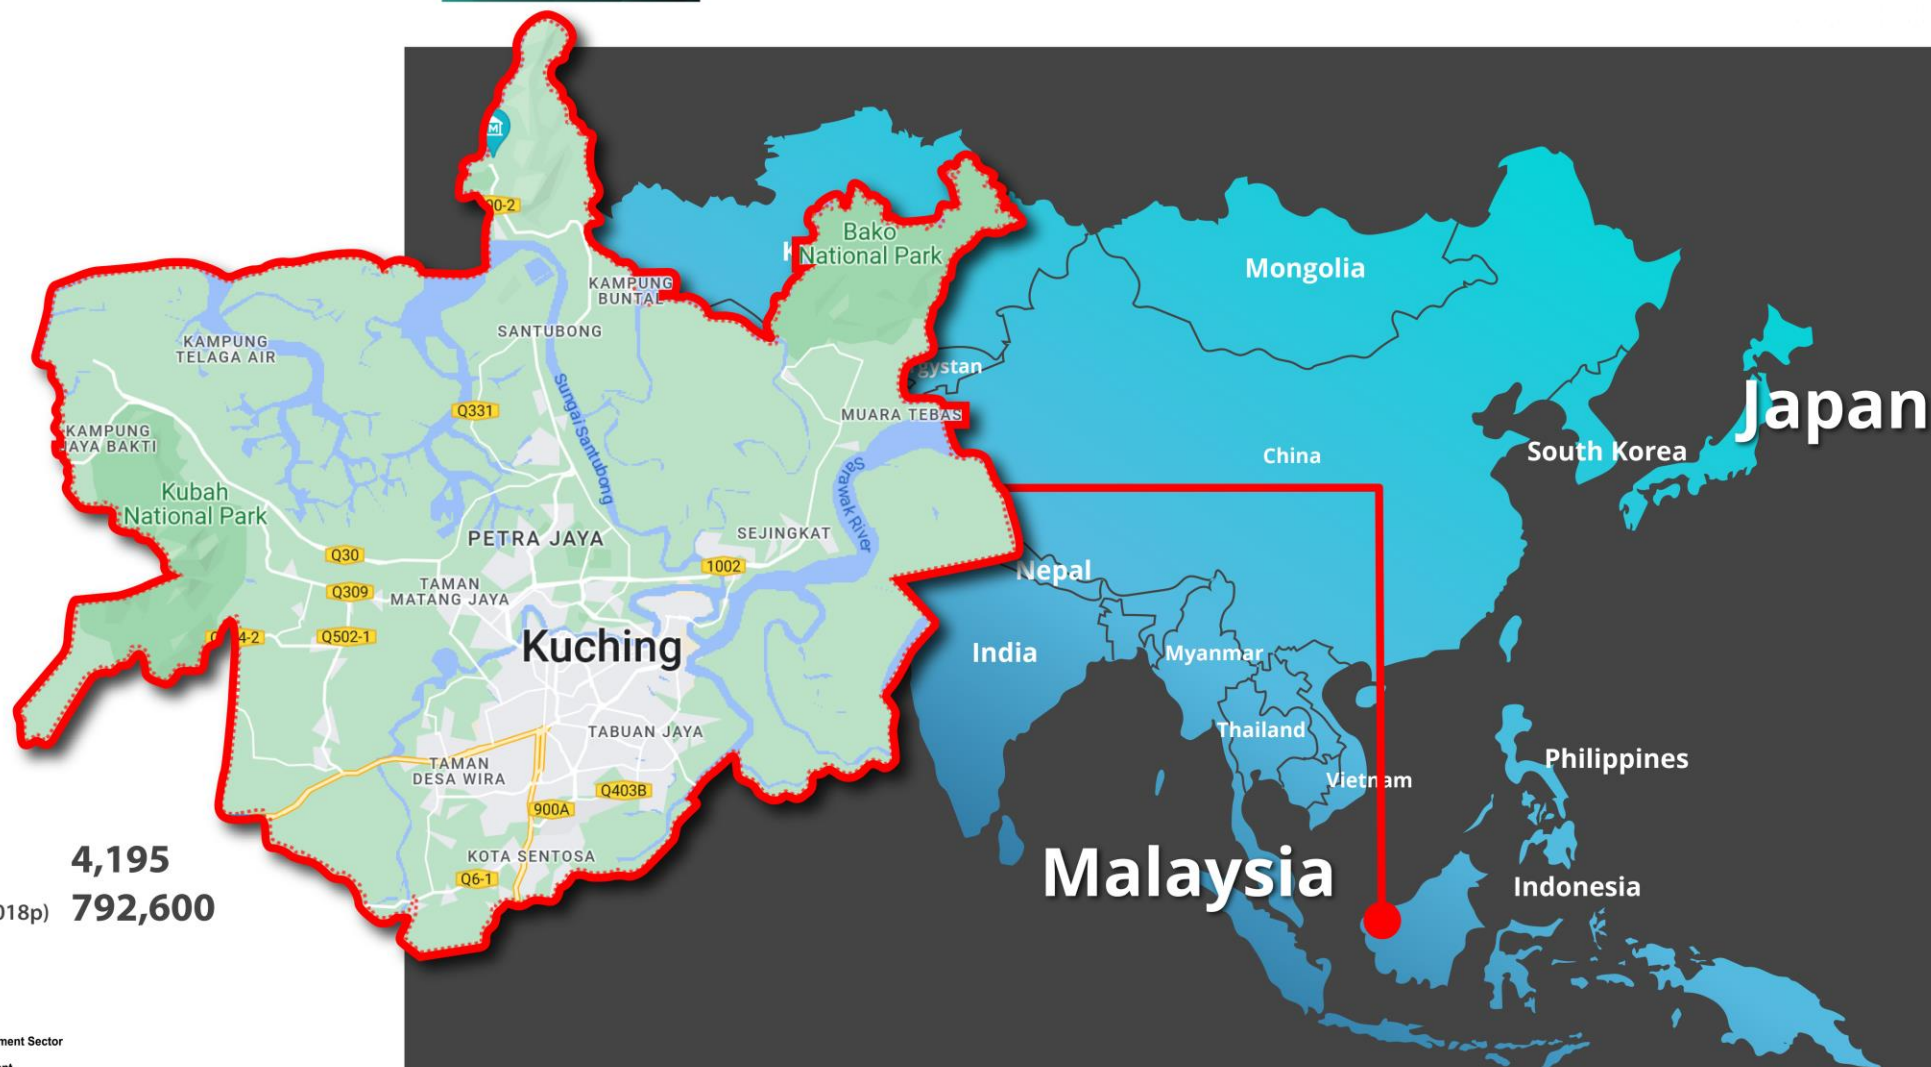 Bako
National Park
KAMPUNG
BUNTAL
SANTUBONG
KAMPUNG
TELAGA AIR
Sungai Santubong
Q331
MUARA TEBAS
KAMPUNG
JAYA BAKTI
Kubah
National Park
Sarawak River
PETRA JAYA
SEJINGKAT
Q30
1002
TAMAN
MATANG JAYA
Q309
Q502-1
Kuching
TABUAN JAYA
TAMAN
DESA WIRA
Q403B
900A
KOTA SENTOSA
Q6-1
Mongolia
Japan
South Korea
China
Nepal
India
Myanmar
Thailand
Vietnam
Philippines
Malaysia
Indonesia
4,195
792,600
Sector